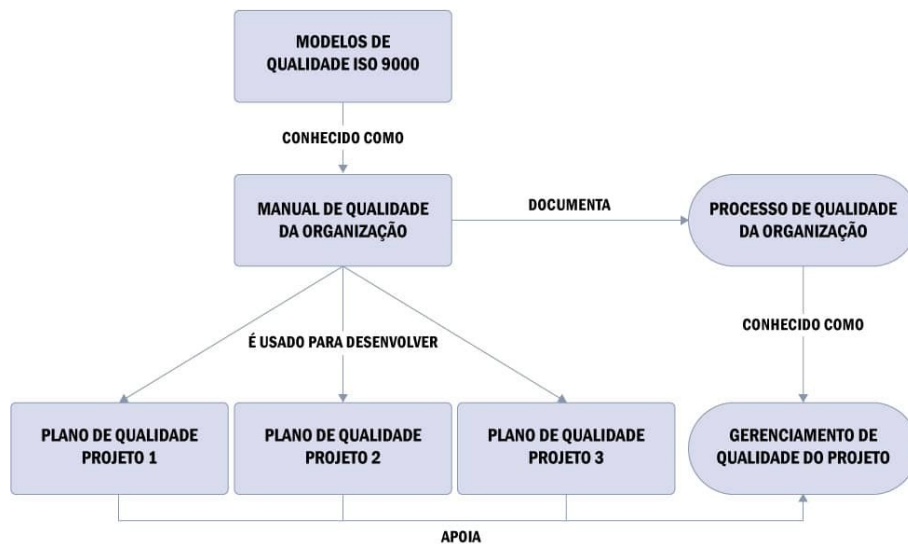 MODELOS DE
QUALIDADE ISO 9000
CONHECIDO COMO
MANUAL DE QUALIDADE
DA ORGANIZAÇÃO
DOCUMENTA
PROCESSO DE QUALIDADE
DA ORGANIZAÇÃO
É USADO PARA DESENVOLVER
CONHECIDO COMO
PLANO DE QUALIDADE
PROJETO 1
PLANO DE QUALIDADE
PROJETO 2
PLANO DE QUALIDADE
PROJETO 3
GERENCIAMENTO DE
QUALIDADE DO PROJETO
APOIA